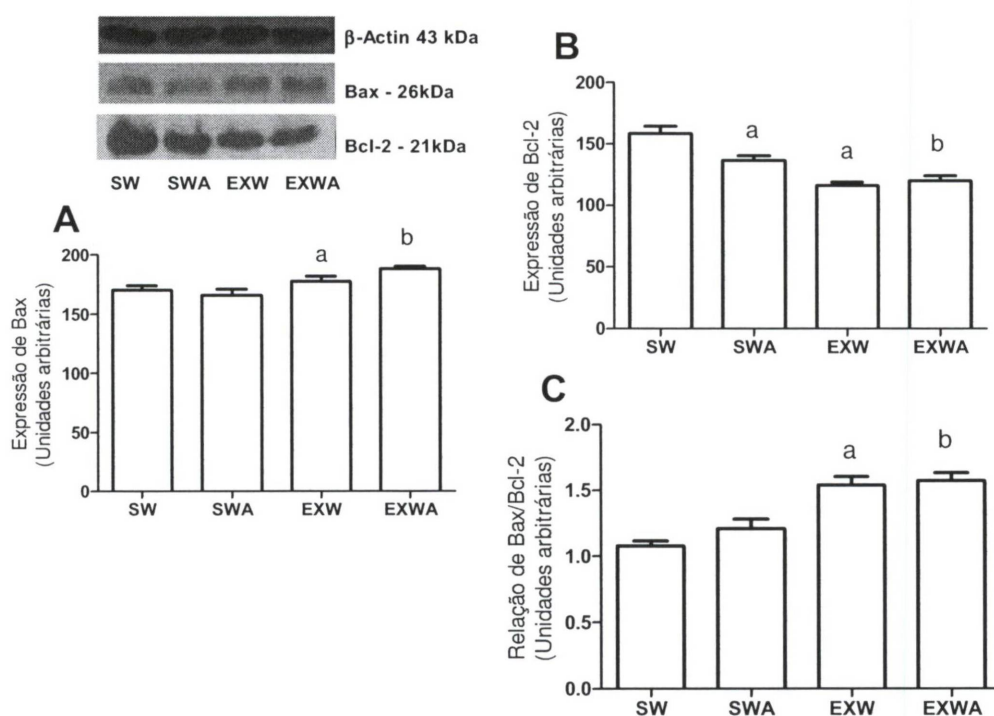 β-Actin 43 kDa
Bax - 26kDa
Bcl-2 - 21kDa
SW SWA EXW EXWA
A
Expressão de Bax
(Unidades arbitrárias)
200
150
100
50
0
a
b
SW SWA EXW EXWA
B
Expressão de Bcl-2
(Unidades arbitrárias)
200
150
100
50
0
a
a
b
SW SWA EXW EXWA
C
Relação de Bax/Bcl-2
(Unidades arbitrárias)
2.0
1.5
1.0
0.5
0.0
a
b
SW SWA EXW EXWA